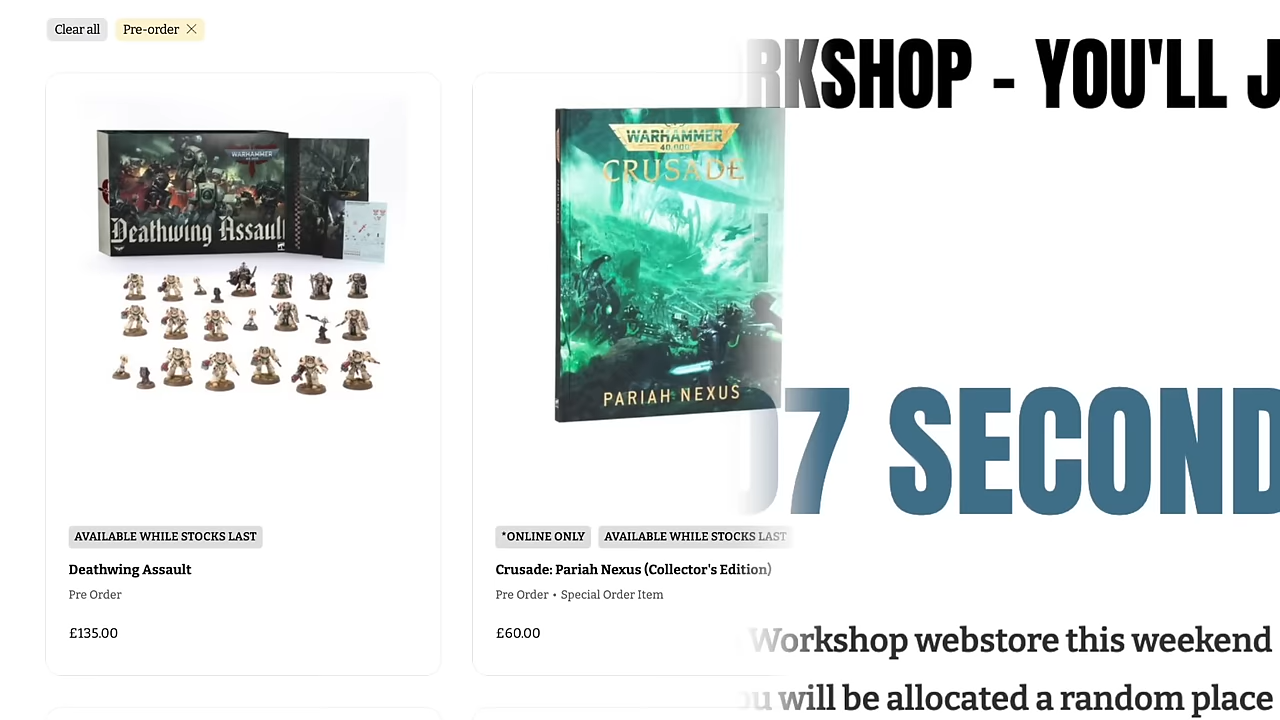 Clear all Pre-order
RKSHOP - YOU'LL J
WARHAMMER
40,000
CRUSADE
WARHAMMER
Deathwing Assault
PARIAH NEXUS
07 SECOND
AVAILABLE WHILE STOCKS LAST
*ONLINE ONLY AVAILABLE WHILE STOCKS LAST
Deathwing Assault
Crusade: Pariah Nexus (Collector's Edition)
Pre Order
Pre Order • Special Order Item
£135.00
£60.00
Workshop webstore this weekend
ou will be allocated a random place